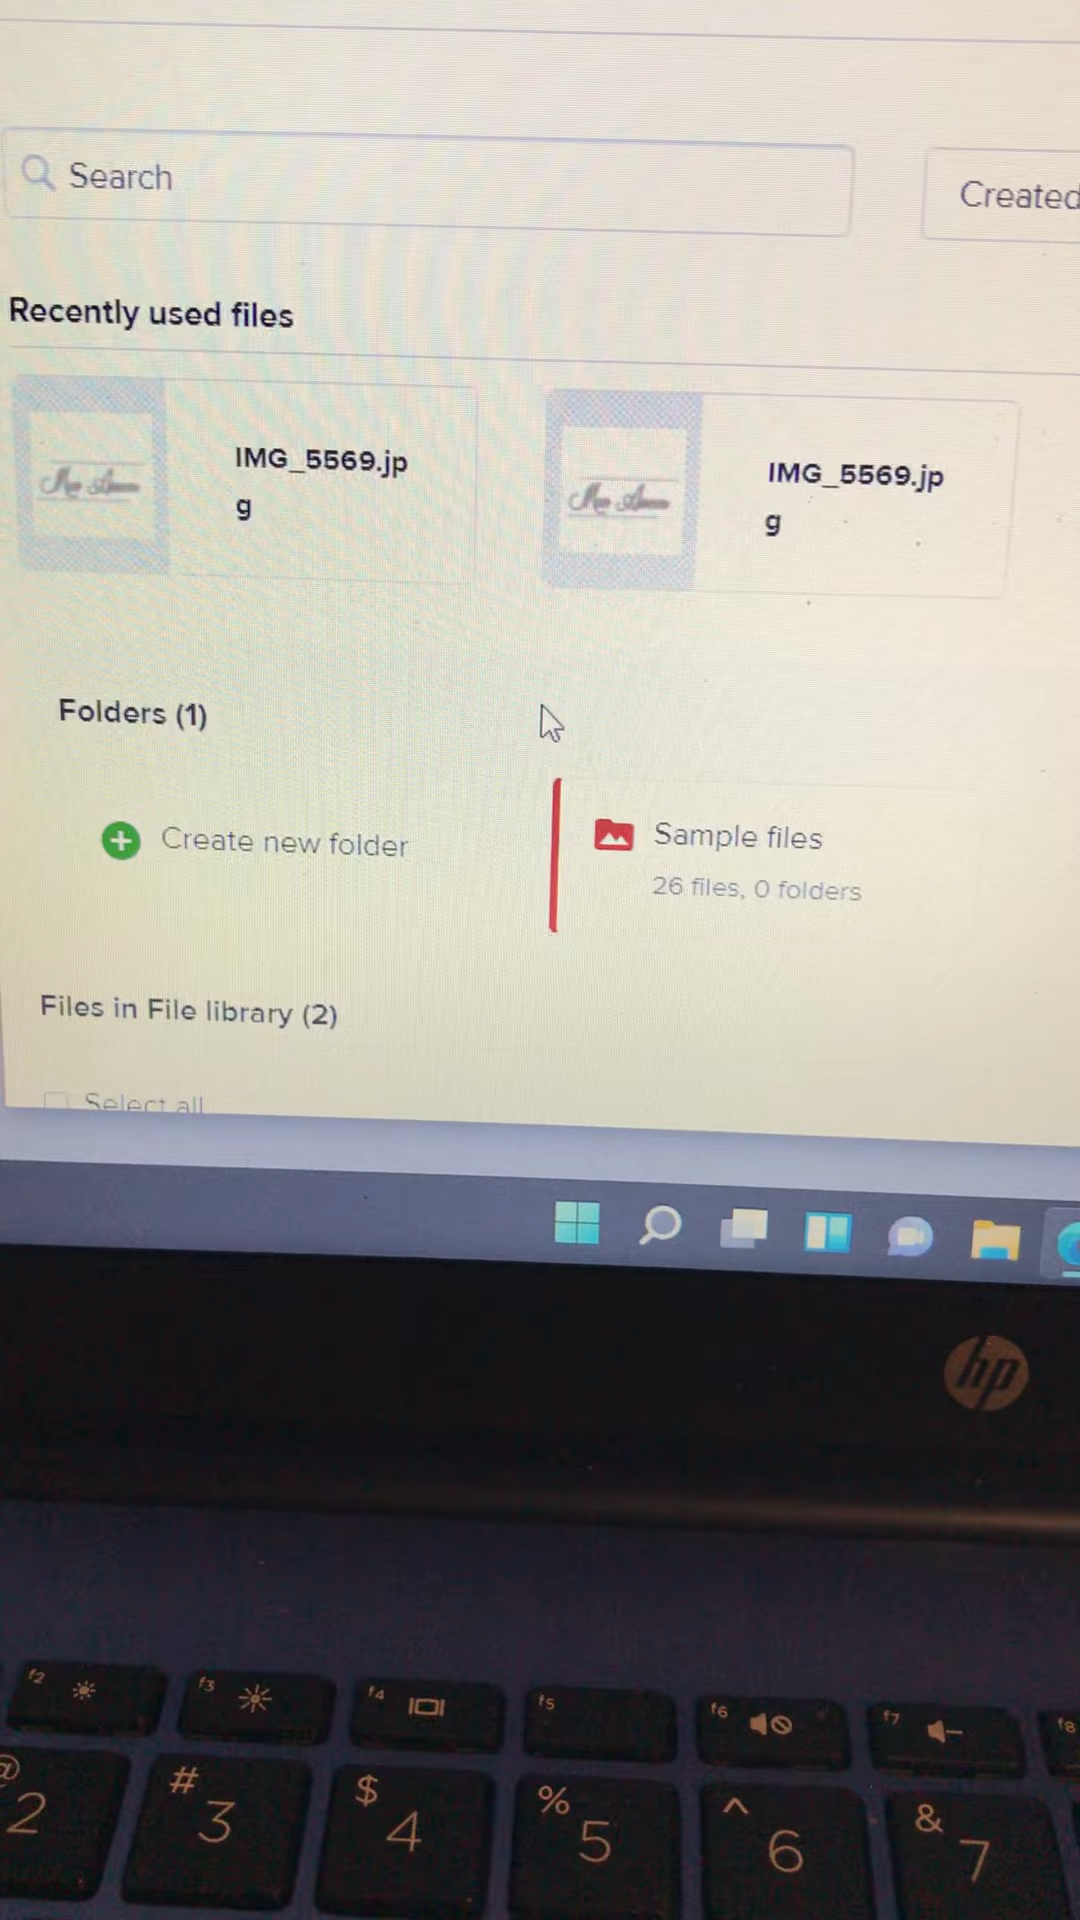 Search
Created
Recently used files
IMG_5569.jp
g
IMG_5569.jp
g
Folders (1)
Create new folder
Sample files
26 files, 0 folders
Files in File library (2)
Select all
hp
f2
f3
f4
f5
f6
f7
f8
@
2
#
3
$
4
%
5
^
6
&
7